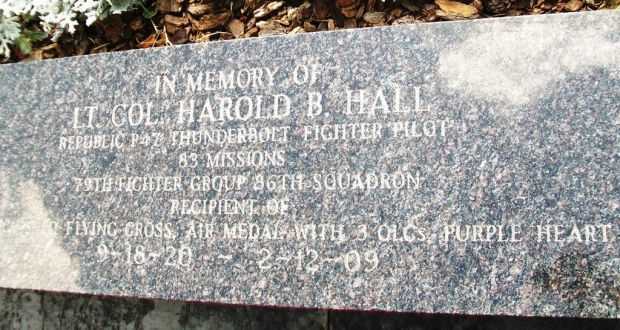 IN MEMORY OF
LT. COL. HAROLD B. HALL
REPUBLIC P47 THUNDERBOLT FIGHTER PILOT
83 MISSIONS
79TH FIGHTER GROUP 86TH SQUADRON
RECIPIENT OF
FLYING CROSS, AIR MEDAL WITH 3 OLCS, PURPLE HEART
9-18-20 ~ 2-12-09